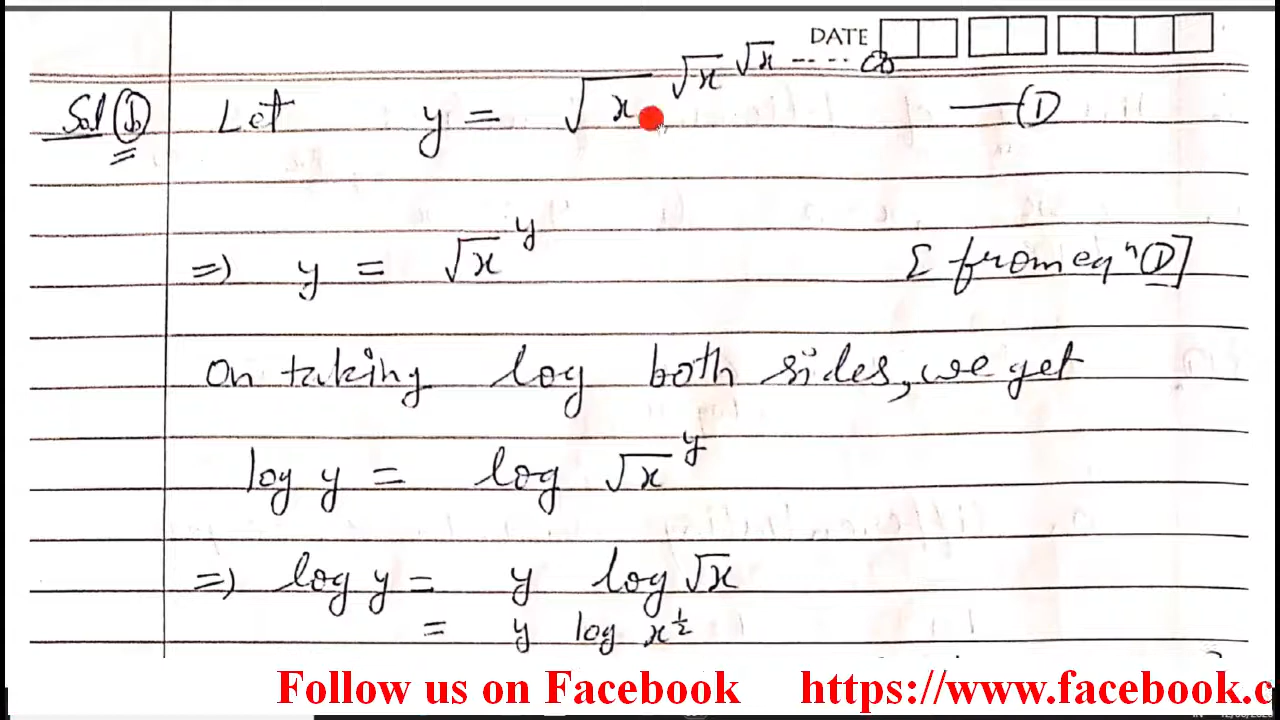 DATE
Sol ① Let y = √x^√x^√x ----∞ —①
=) y = √x^y [from eqⁿ ①]
On taking log both sides, we get
log y = log √x^y
=) log y = y log √x
= y log x^½
Follow us on Facebook https://www.facebook.c